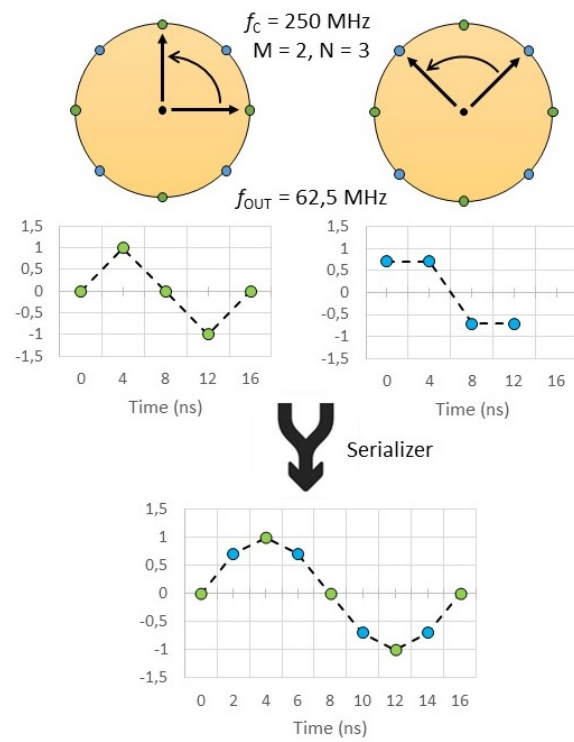 fC = 250 MHz
M = 2, N = 3
fOUT = 62,5 MHz
1,5
1
0,5
0
-0,5
-1
-1,5
0 4 8 12 16
Time (ns)
1,5
1
0,5
0
-0,5
-1
-1,5
0 4 8 12 16
Time (ns)
Serializer
1,5
1
0,5
0
-0,5
-1
-1,5
0 2 4 6 8 10 12 14 16
Time (ns)